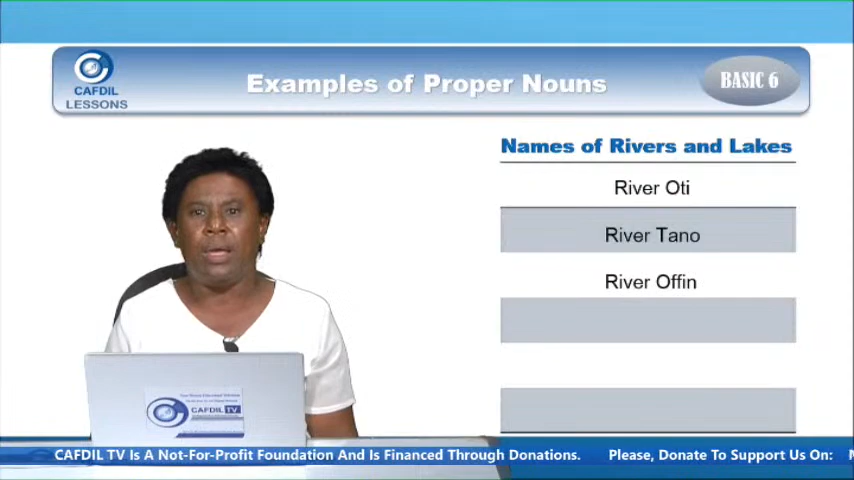 CAFDIL
LESSONS
Examples of Proper Nouns
BASIC 6
Names of Rivers and Lakes
River Oti
River Tano
River Offin
CAFDIL TV
CAFDIL TV Is A Not-For-Profit Foundation And Is Financed Through Donations. Please, Donate To Support Us On: